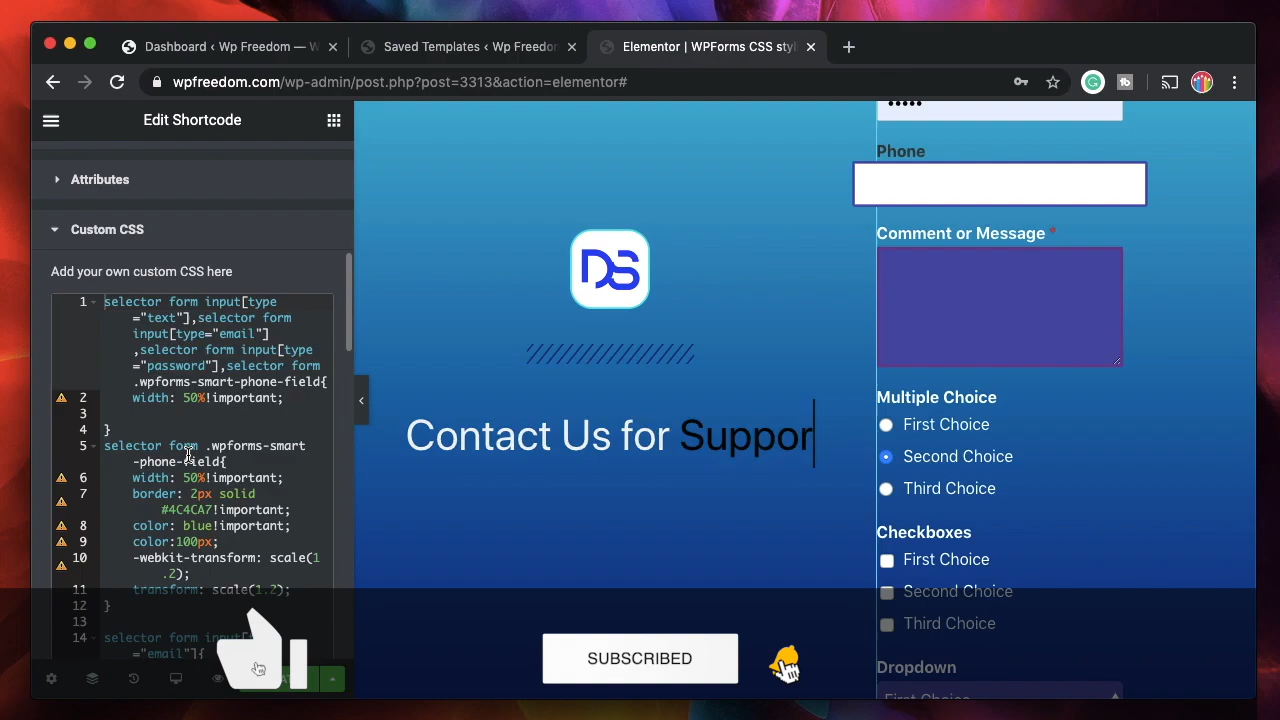 Dashboard ‹ Wp Freedom — W
Saved Templates ‹ Wp Freedom
Elementor | WPForms CSS styli
wpfreedom.com/wp-admin/post.php?post=3313&action=elementor#
Edit Shortcode
Attributes
Custom CSS
Add your own custom CSS here
1 selector form input[type
="text"],selector form
input[type="email"]
,selector form input[type
="password"],selector form
.wpforms-smart-phone-field{
2 width: 50%!important;
3
4 }
5 selector form .wpforms-smart
-phone-field{
6 width: 50%!important;
7 border: 2px solid
#4C4CA7!important;
8 color: blue!important;
9 color:100px;
10 -webkit-transform: scale(1
.2);
11 transform: scale(1.2);
12 }
13
14 selector form input[
="email"]{
DS
Contact Us for Suppor
Phone
Comment or Message *
Multiple Choice
First Choice
Second Choice
Third Choice
Checkboxes
First Choice
Second Choice
Third Choice
Dropdown
First Choice
SUBSCRIBED